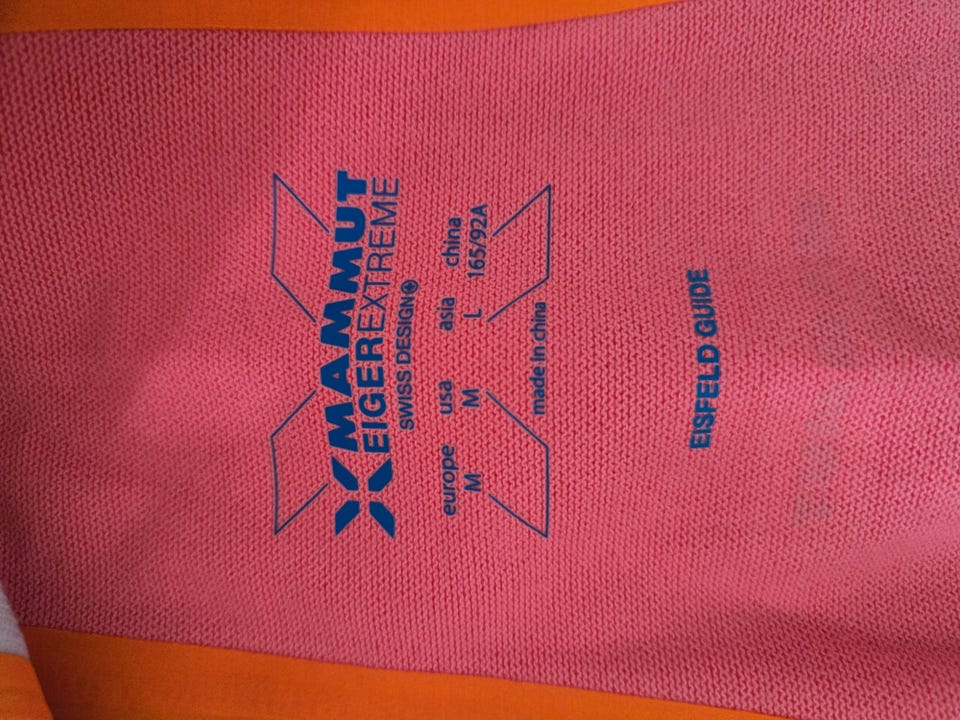 MAMMUT
EIGEREXTREME
SWISS DESIGN
europe usa asia china
M M L 165/92A
made in china
EISFELD GUIDE